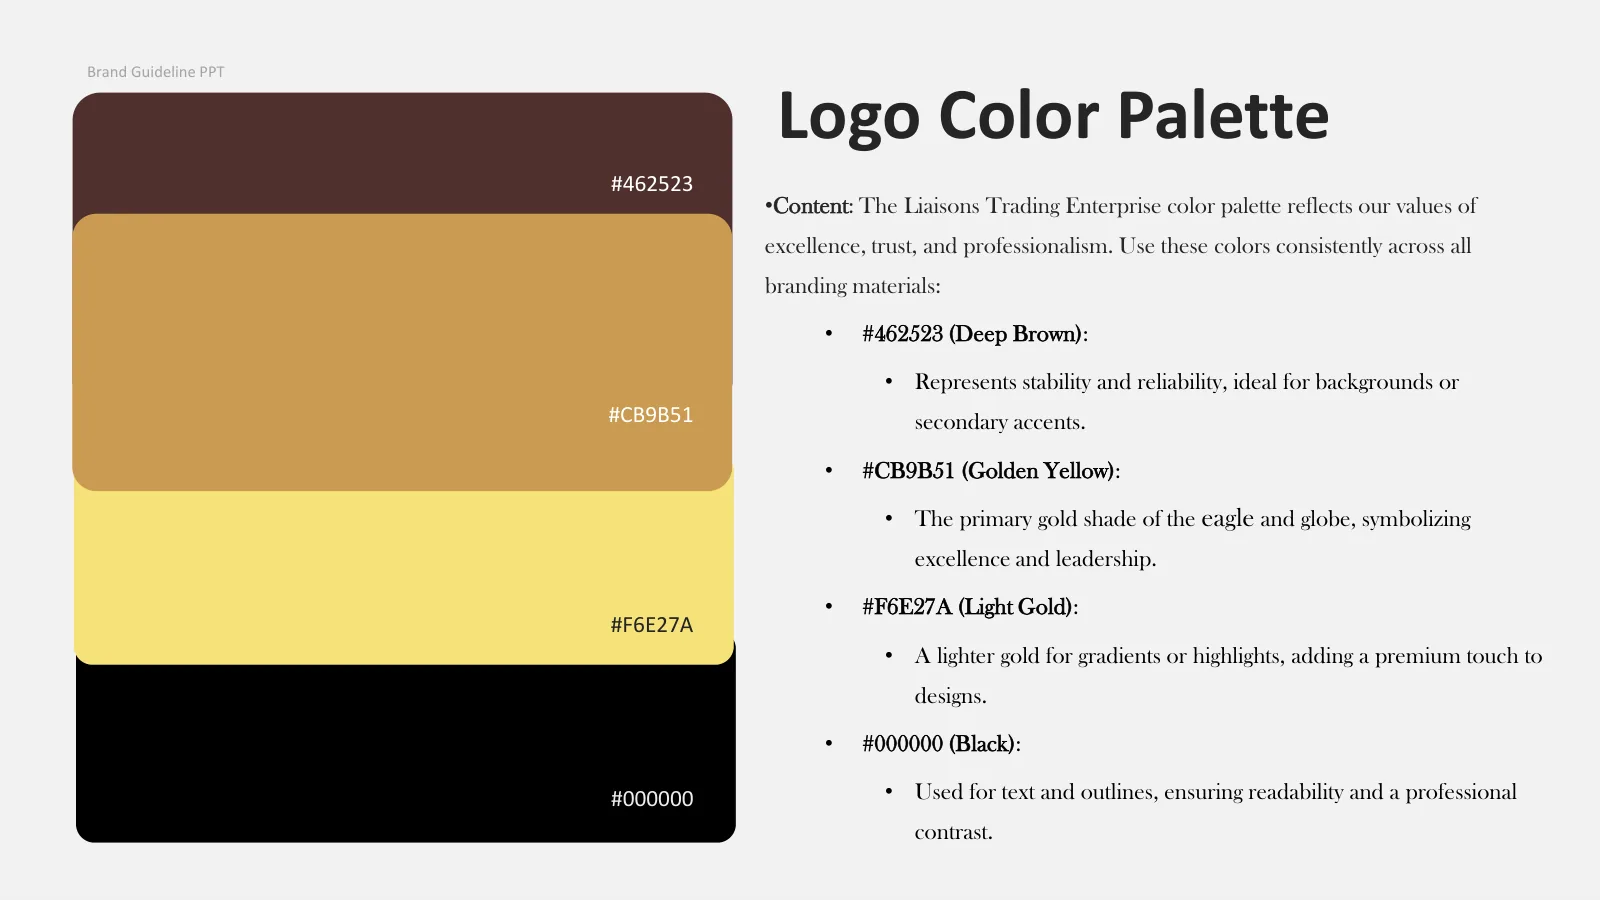 Brand Guideline PPT
#462523
#CB9B51
#F6E27A
#000000
Logo Color Palette
•Content: The Liaisons Trading Enterprise color palette reflects our values of
excellence, trust, and professionalism. Use these colors consistently across all
branding materials:
• #462523 (Deep Brown):
• Represents stability and reliability, ideal for backgrounds or
secondary accents.
• #CB9B51 (Golden Yellow):
• The primary gold shade of the eagle and globe, symbolizing
excellence and leadership.
• #F6E27A (Light Gold):
• A lighter gold for gradients or highlights, adding a premium touch to
designs.
• #000000 (Black):
• Used for text and outlines, ensuring readability and a professional
contrast.